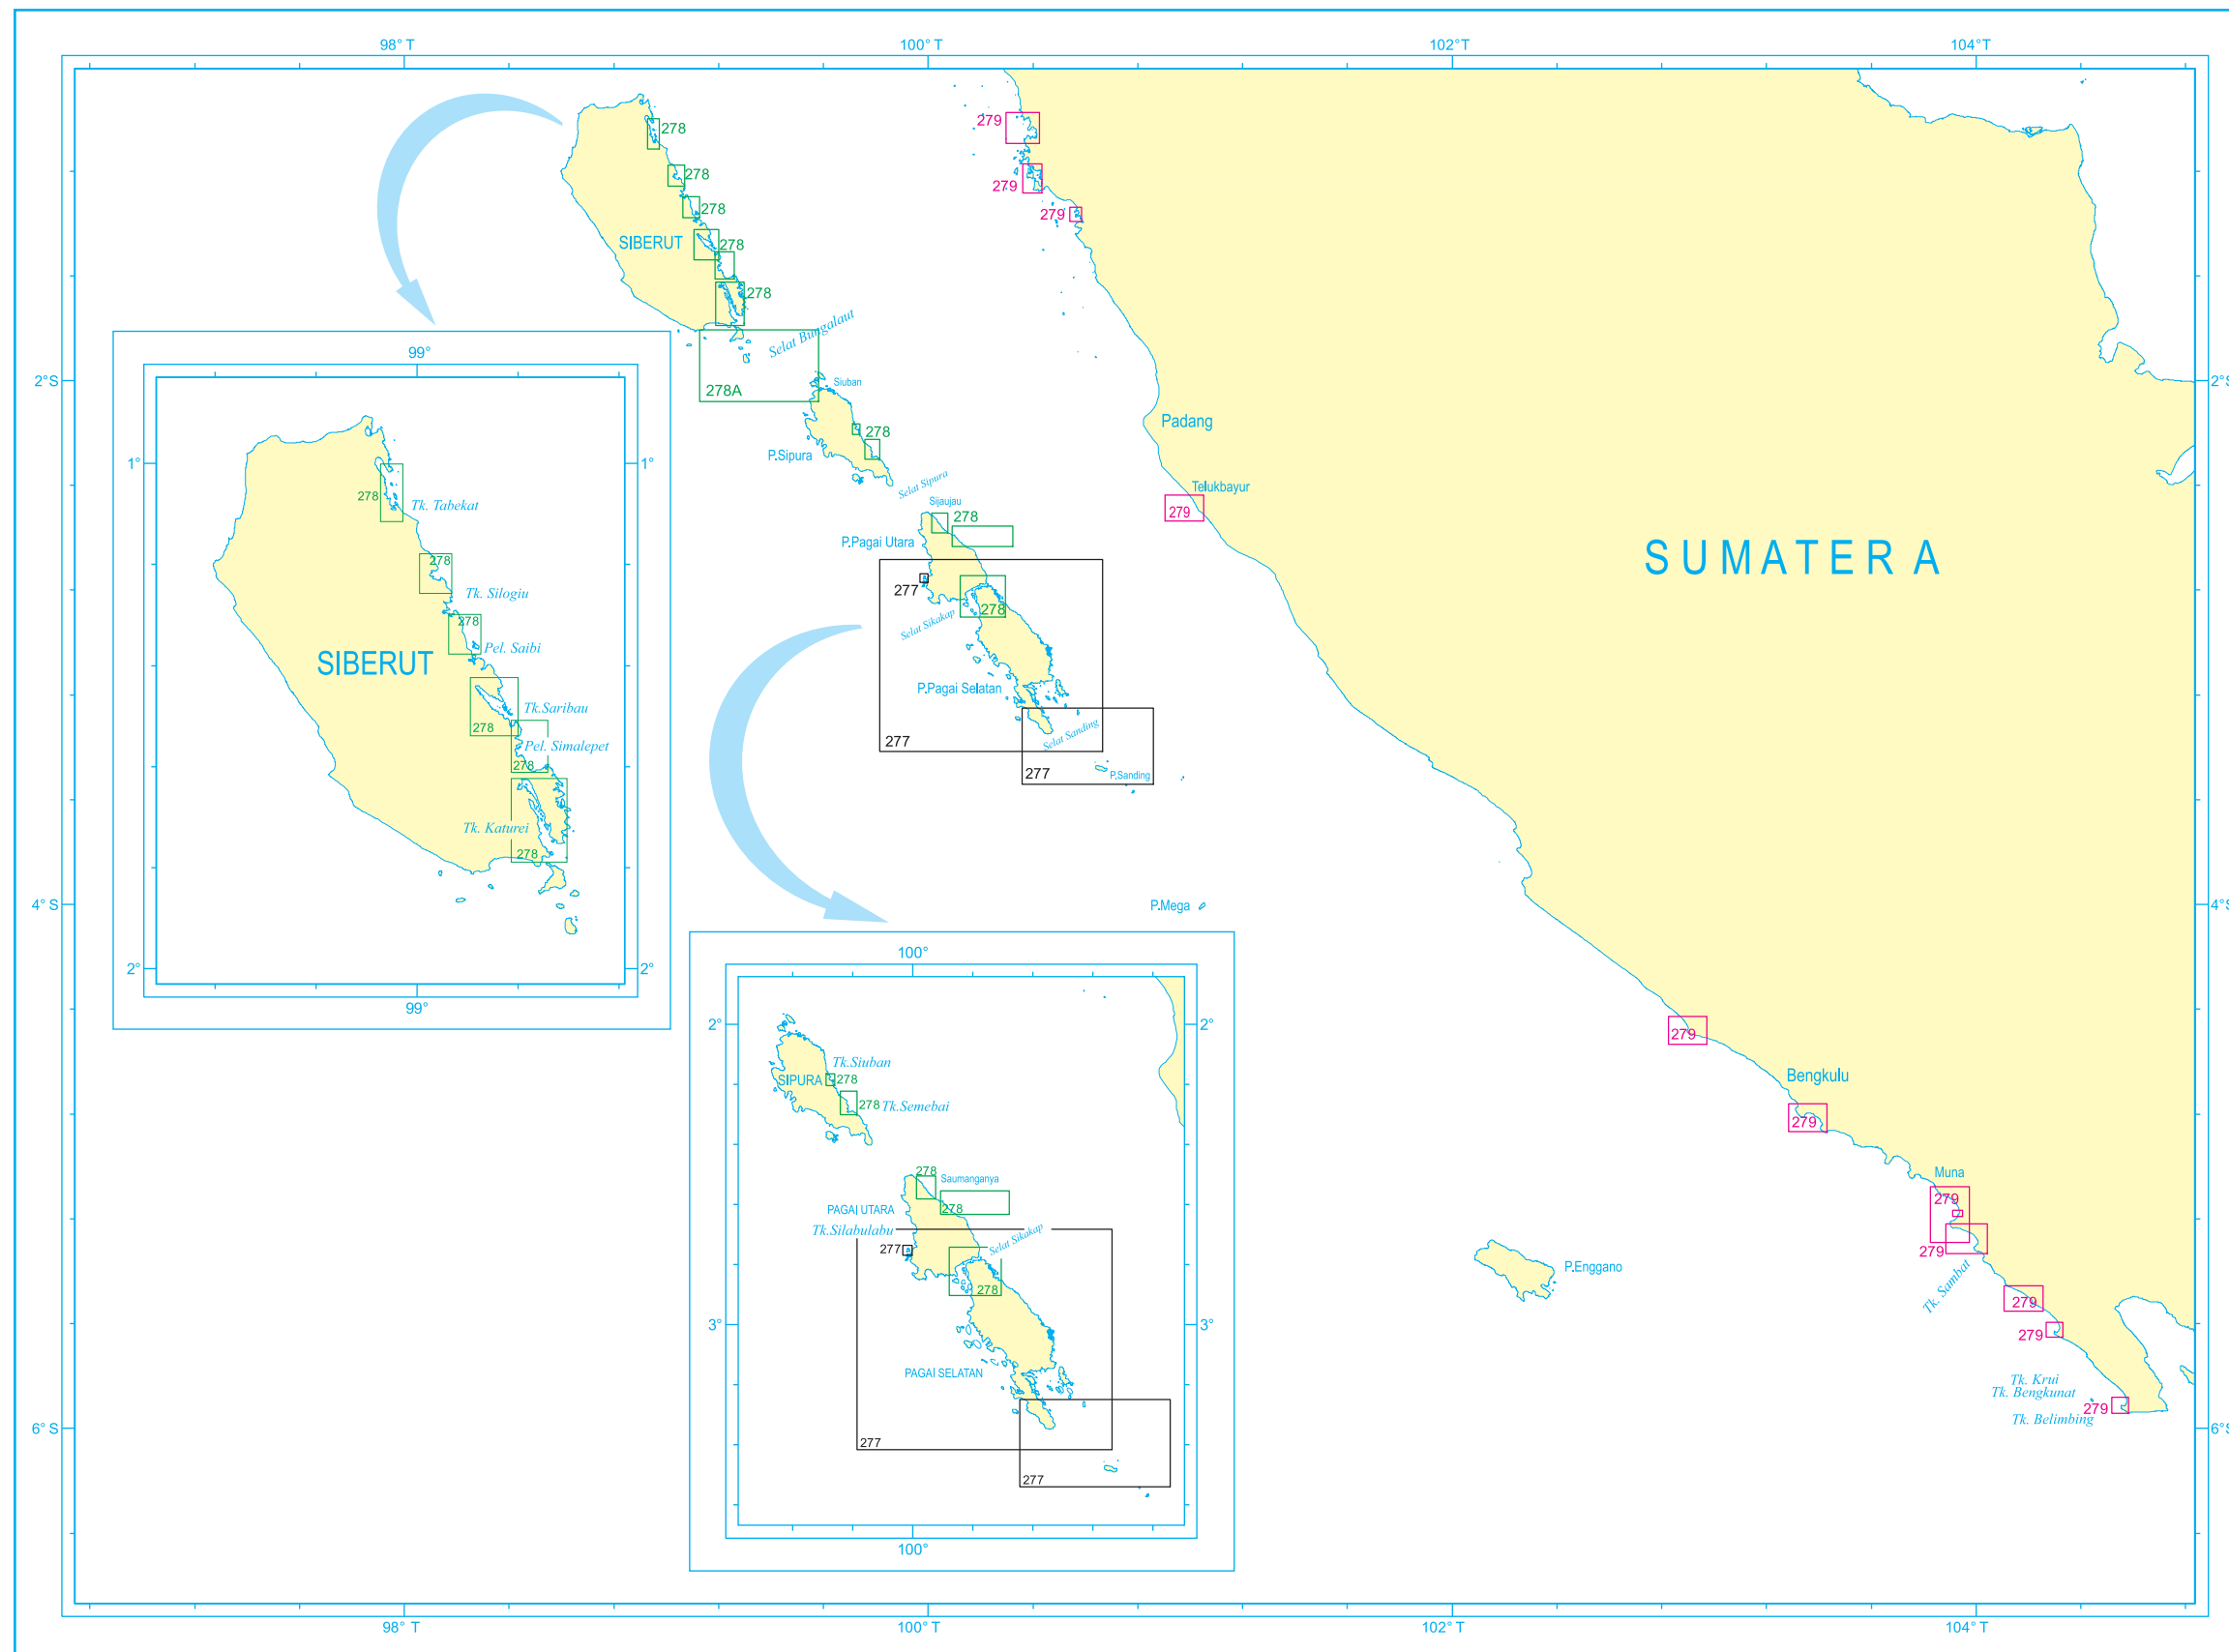 98° T 100° T 102°T 104°T
279
278
278
279
278
279
SIBERUT
278
278
Selat Bungalaut
99°
2°S
2°S
278A
Siuban
Padang
278
P.Sipura
1°
1°
Selat Sipura
Telukbayur
278
Tk. Tabekat
Sijaujau
278
279
P.Pagai Utara
SUMATERA
278
Tk. Silogiu
277
278
Selat Sikakap
278
Pel. Saibi
SIBERUT
P.Pagai Selatan
Tk.Saribau
278
Selat Sanding
277
Pel. Simalepet
278
277
P.Sanding
Tk. Katurei
278
4° S
4°S
P.Mega
2°
2°
99°
100°
2°
2°
279
Tk.Siuban
SIPURA
278
Bengkulu
278
Tk.Semebai
279
278
Saumanganya
Muna
279
PAGAI UTARA
278
Tk.Silabulabu
Selat Sikakap
277
279
P.Enggano
278
Tk. Sambat
279
3°
3°
279
PAGAI SELATAN
Tk. Krui
Tk. Bengkunat
279
Tk. Belimbing
6° S
6°S
277
277
100°
98° T 100° T 102°T 104°T